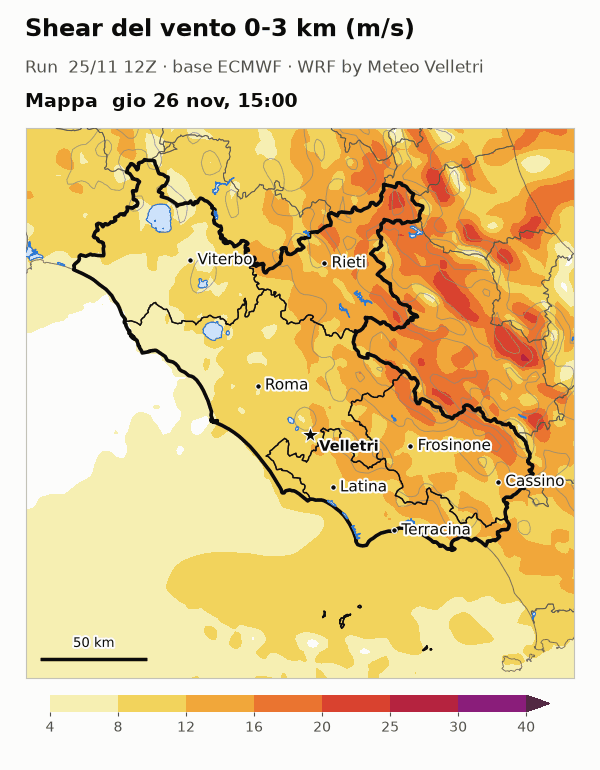 Shear del vento 0-3 km (m/s)
Run  25/11 12Z · base ECMWF · WRF by Meteo Velletri
Mappa  gio 26 nov, 15:00
Viterbo
Rieti
Roma
Velletri
Frosinone
Latina
Cassino
Terracina
50 km
4 8 12 16 20 25 30 40